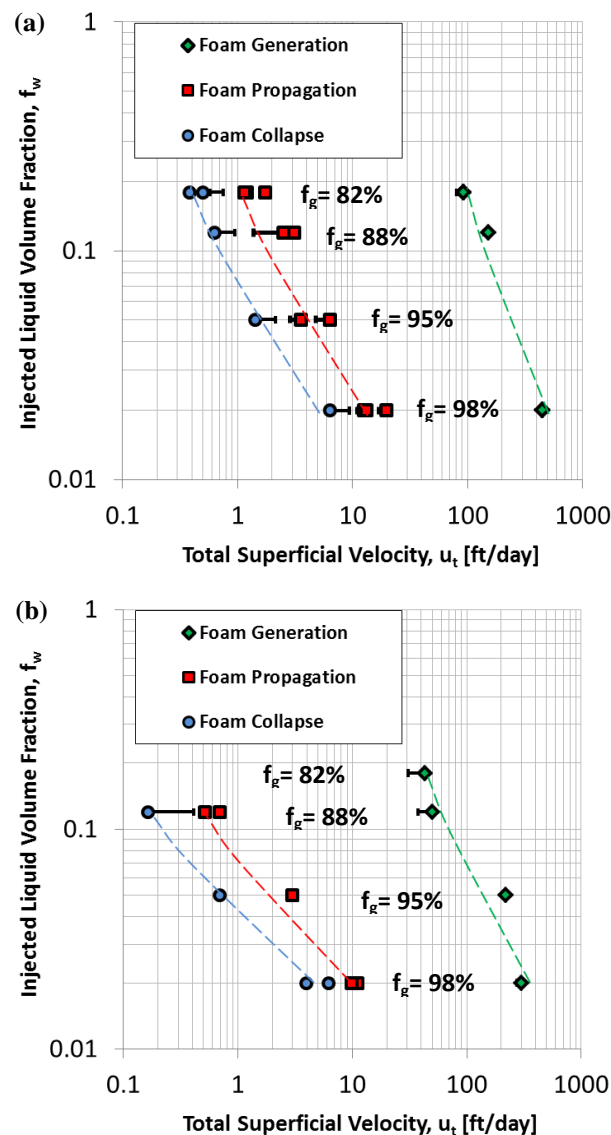 (a)
1
Foam Generation
Foam Propagation
Foam Collapse
fg= 82%
0.1
fg= 88%
fg= 95%
fg= 98%
0.01
0.1 1 10 100 1000
Injected Liquid Volume Fraction, fw
Total Superficial Velocity, ut [ft/day]
(b)
1
Foam Generation
Foam Propagation
Foam Collapse
fg= 82%
0.1
fg= 88%
fg= 95%
fg= 98%
0.01
0.1 1 10 100 1000
Injected Liquid Volume Fraction, fw
Total Superficial Velocity, ut [ft/day]